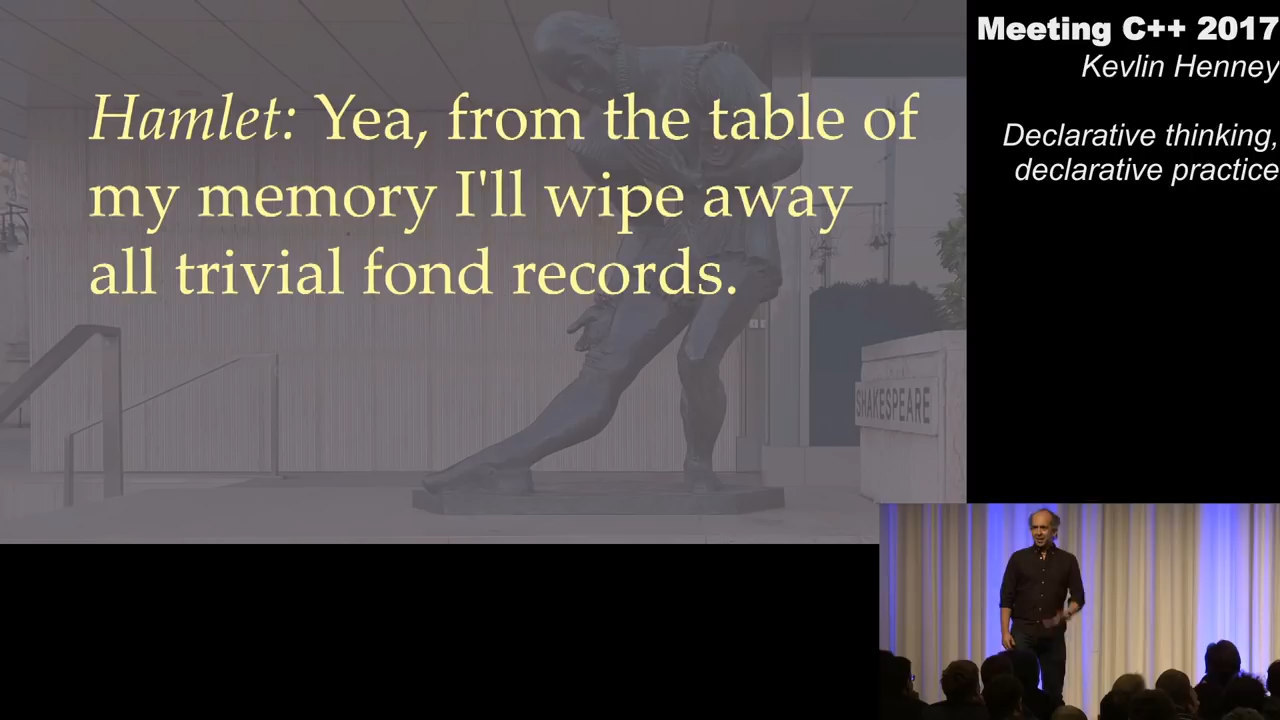 Hamlet: Yea, from the table of
my memory I'll wipe away
all trivial fond records.
SHAKESPEARE
Meeting C++ 2017
Kevlin Henney
Declarative thinking,
declarative practice